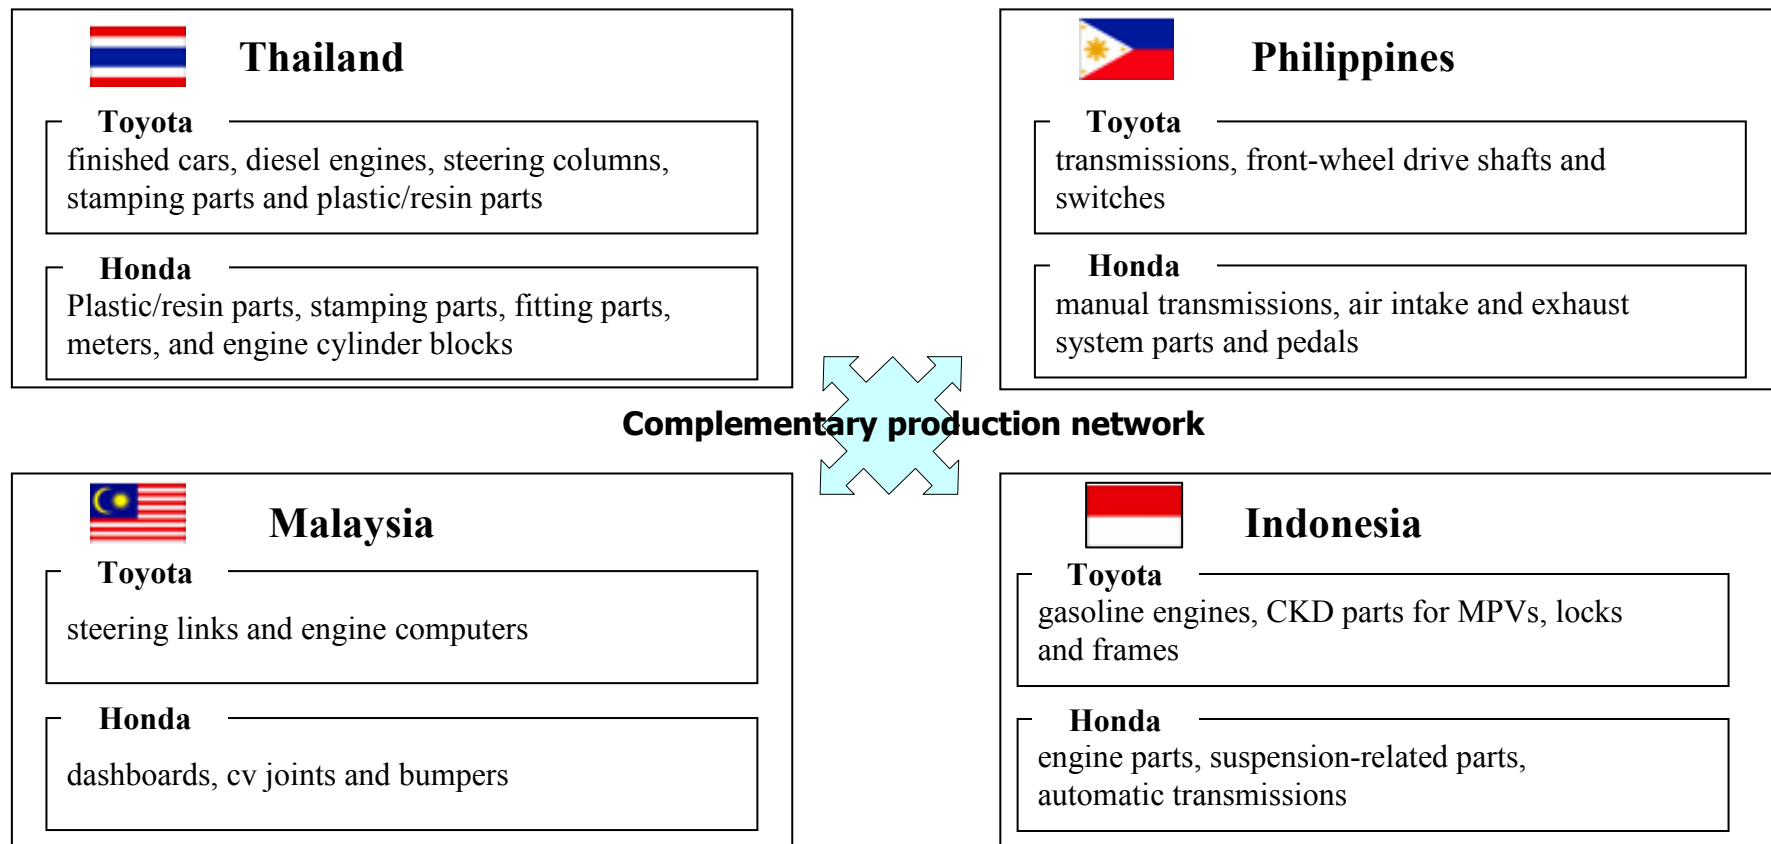 Thailand
Toyota
finished cars, diesel engines, steering columns,
stamping parts and plastic/resin parts
Honda
Plastic/resin parts, stamping parts, fitting parts,
meters, and engine cylinder blocks
Philippines
Toyota
transmissions, front-wheel drive shafts and
switches
Honda
manual transmissions, air intake and exhaust
system parts and pedals
Complementary production network
Malaysia
Toyota
steering links and engine computers
Honda
dashboards, cv joints and bumpers
Indonesia
Toyota
gasoline engines, CKD parts for MPVs, locks
and frames
Honda
engine parts, suspension-related parts,
automatic transmissions